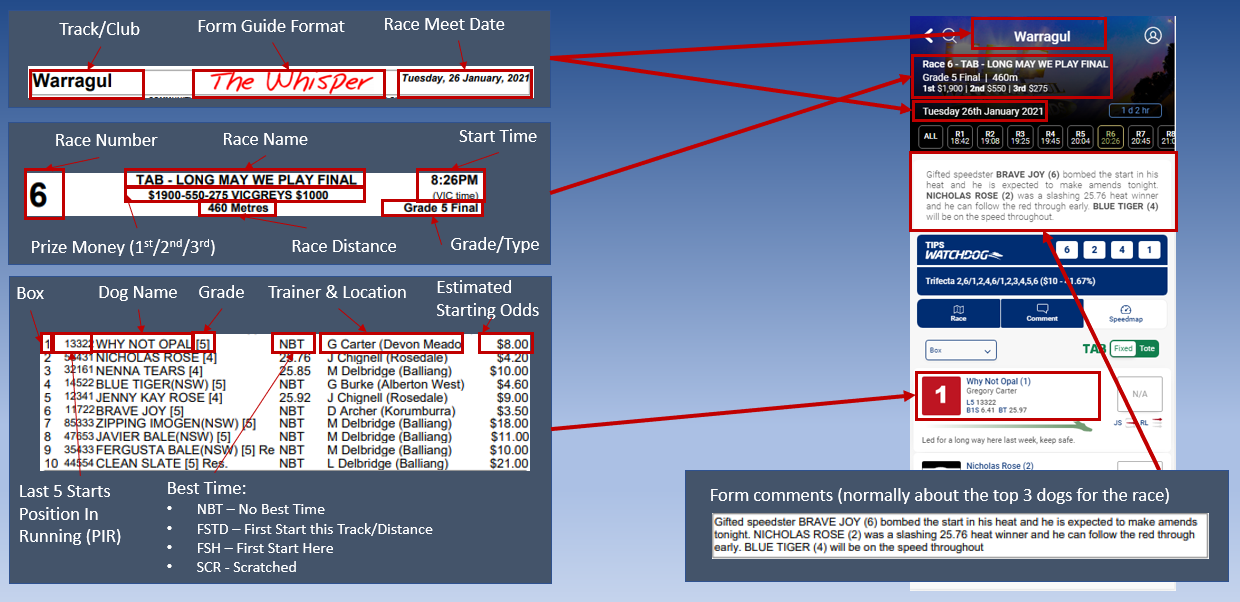 Track/Club
Form Guide Format
Race Meet Date
Warragul
The Whisper
Tuesday, 26 January, 2021
Race Number
Race Name
Start Time
6
TAB - LONG MAY WE PLAY FINAL
8:26PM
$1900-550-275 VICGREYS $1000
(VIC time)
460 Metres
Grade 5 Final
Prize Money (1st/2nd/3rd)
Race Distance
Grade/Type
Box
Dog Name
Grade
Trainer & Location
Estimated
Starting Odds
1 13322 WHY NOT OPAL [5] NBT G Carter (Devon Meado $8.00
2 56431 NICHOLAS ROSE [4] 25.76 J Chignell (Rosedale) $4.20
3 32161 NENNA TEARS [4] 25.85 M Delbridge (Balliang) $10.00
4 14522 BLUE TIGER(NSW) [5] NBT G Burke (Alberton West) $4.60
5 12341 JENNY KAY ROSE [4] 25.92 J Chignell (Rosedale) $9.00
6 11722 BRAVE JOY [5] NBT D Archer (Korumburra) $3.50
7 85333 ZIPPING IMOGEN(NSW) [5] NBT M Delbridge (Balliang) $18.00
8 47653 JAVIER BALE(NSW) [5] NBT M Delbridge (Balliang) $11.00
9 35433 FERGUSTA BALE(NSW) [5] Re NBT M Delbridge (Balliang) $10.00
10 44554 CLEAN SLATE [5] Res. NBT L Delbridge (Balliang) $21.00
Last 5 Starts
Position In
Running (PIR)
Best Time:
• NBT – No Best Time
• FSTD – First Start this Track/Distance
• FSH – First Start Here
• SCR - Scratched
Warragul
Race 6 - TAB - LONG MAY WE PLAY FINAL
Grade 5 Final | 460m
1st $1,900 | 2nd $550 | 3rd $275
Tuesday 26th January 2021
1 d 2 hr
ALL R1 R2 R3 R4 R5 R6 R7 R8
18:42 19:08 19:25 19:45 20:04 20:26 20:45 21:0
Gifted speedster BRAVE JOY (6) bombed the start in his
heat and he is expected to make amends tonight.
NICHOLAS ROSE (2) was a slashing 25.76 heat winner
and he can follow the red through early. BLUE TIGER (4)
will be on the speed throughout.
TIPS
WATCHDOG
6 2 4 1
Trifecta 2,6/1,2,4,6/1,2,3,4,5,6 ($10 - 1.67%)
Race
Comment
Speedmap
Box
TAB Fixed Tote
1
Why Not Opal (1)
Gregory Carter
L5 13322
B1S 6.41 BT 25.97
N/A
JS RL
Led for a long way here last week, keep safe.
Nicholas Rose (2)
Form comments (normally about the top 3 dogs for the race)
Gifted speedster BRAVE JOY (6) bombed the start in his heat and he is expected to make amends
tonight. NICHOLAS ROSE (2) was a slashing 25.76 heat winner and he can follow the red through
early. BLUE TIGER (4) will be on the speed throughout